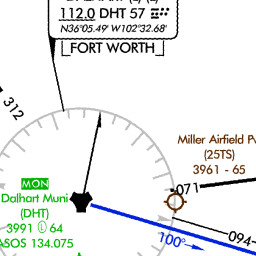 112.0 DHT 57
N36°05.49' W102°32.68'
FORT WORTH
312
Miller Airfield
(25TS)
3961 - 65
MON
Dalhart Muni
(DHT)
3991 L 64
ASOS 134.075
071
094
100°